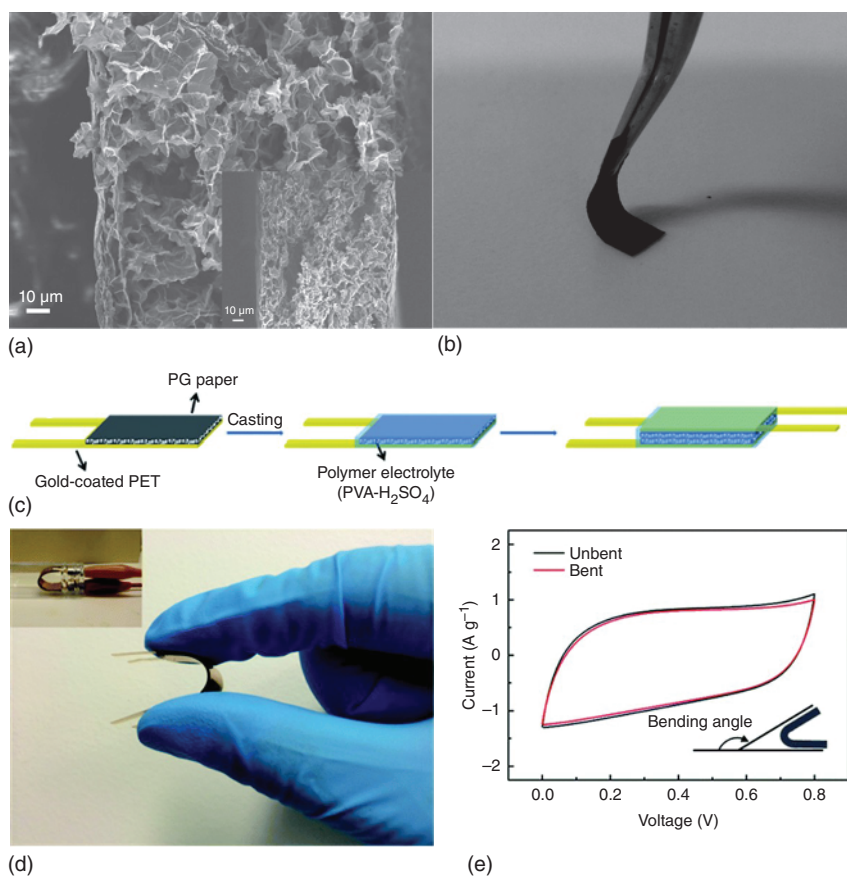 10 µm
10 µm
(a)
(b)
PG paper
Casting
Gold-coated PET
Polymer electrolyte
(PVA-H₂SO₄)
(c)
(d)
2
1
0
−1
−2
Current (A g⁻¹)
Unbent
Bent
Bending angle
0.0 0.2 0.4 0.6 0.8
Voltage (V)
(e)